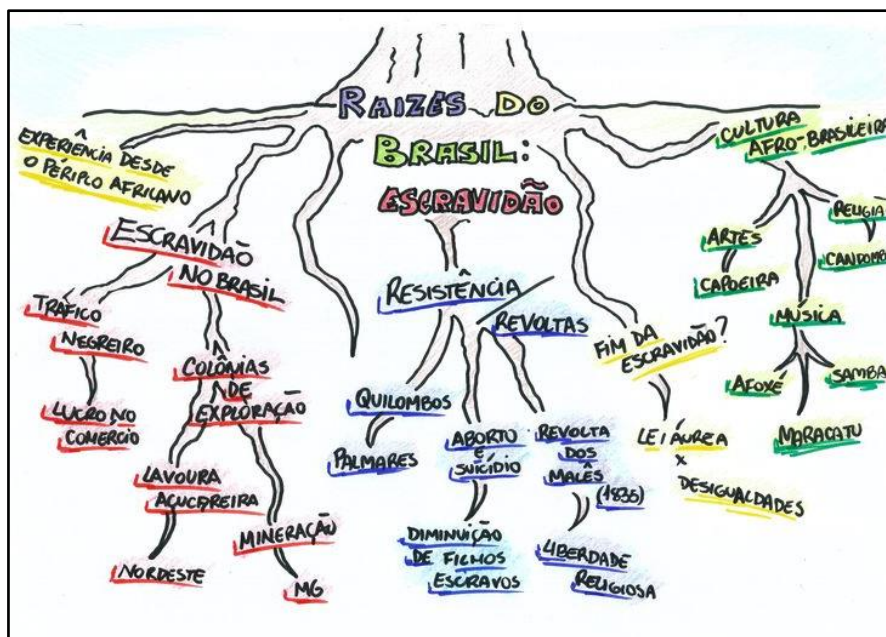 RAIZES DO
BRASIL:
ESCRAVIDÃO
EXPERIÊNCIA DESDE
O PÉRIPLO AFRICANO
ESCRAVIDÃO
NO BRASIL
TRÁFICO
NEGREIRO
LUCRO NO
COMERCIO
COLÔNIAS
DE
EXPLORAÇÃO
LAVOURA
AÇUCAREIRA
NORDESTE
MINERAÇÃO
MG
RESISTÊNCIA
REVOLTAS
QUILOMBOS
PALMARES
ABORTO
E
SUICÍDIO
DIMINUIÇÃO
DE FILHOS
ESCRAVOS
REVOLTA
DOS
MALÊS
(1835)
LIBERDADE
RELIGIOSA
FIM DA
ESCRAVIDÃO?
LEI ÁUREA
X
DESIGUALDADES
CULTURA
AFRO-BRASILEIRA
ARTES
CAPOEIRA
MÚSICA
AFOXÉ
SAMBA
MARACATU